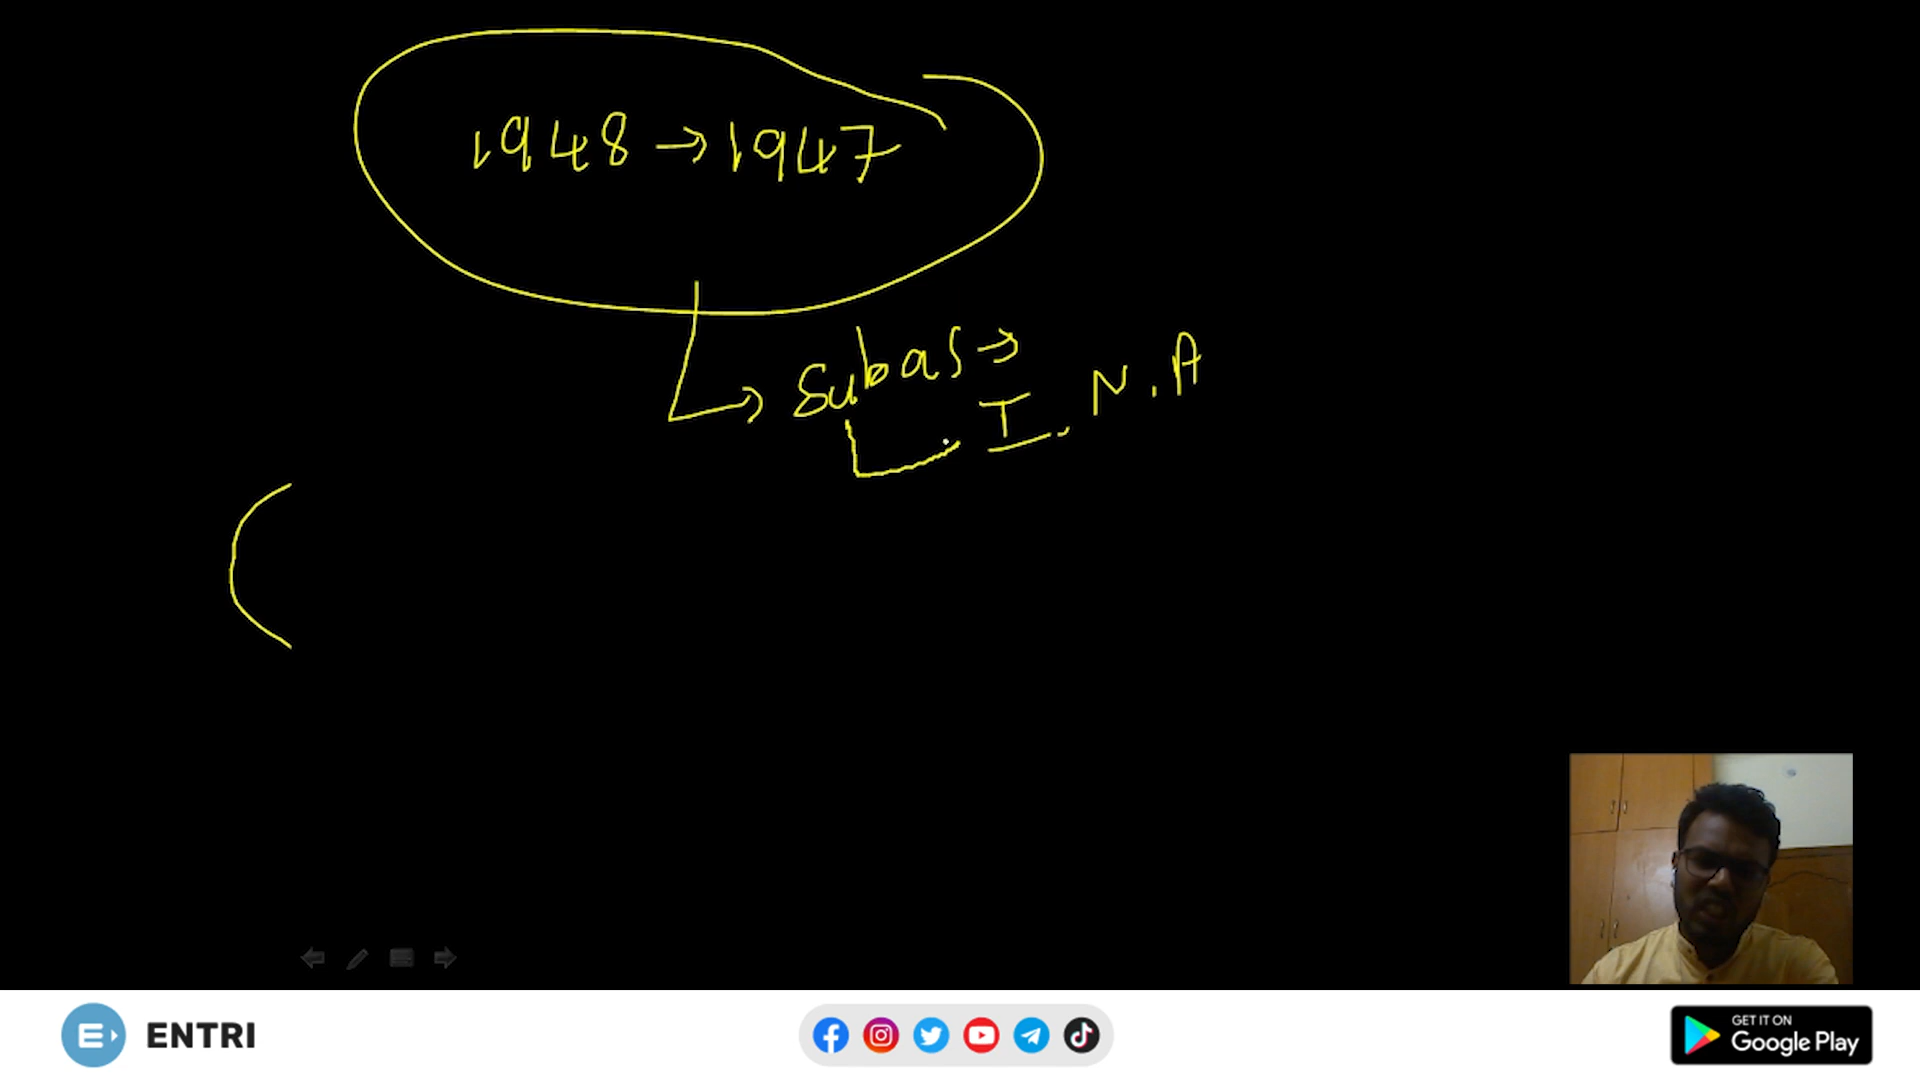 1948 → 1947
Subas →
I. N. A
ENTRI
GET IT ON
Google Play